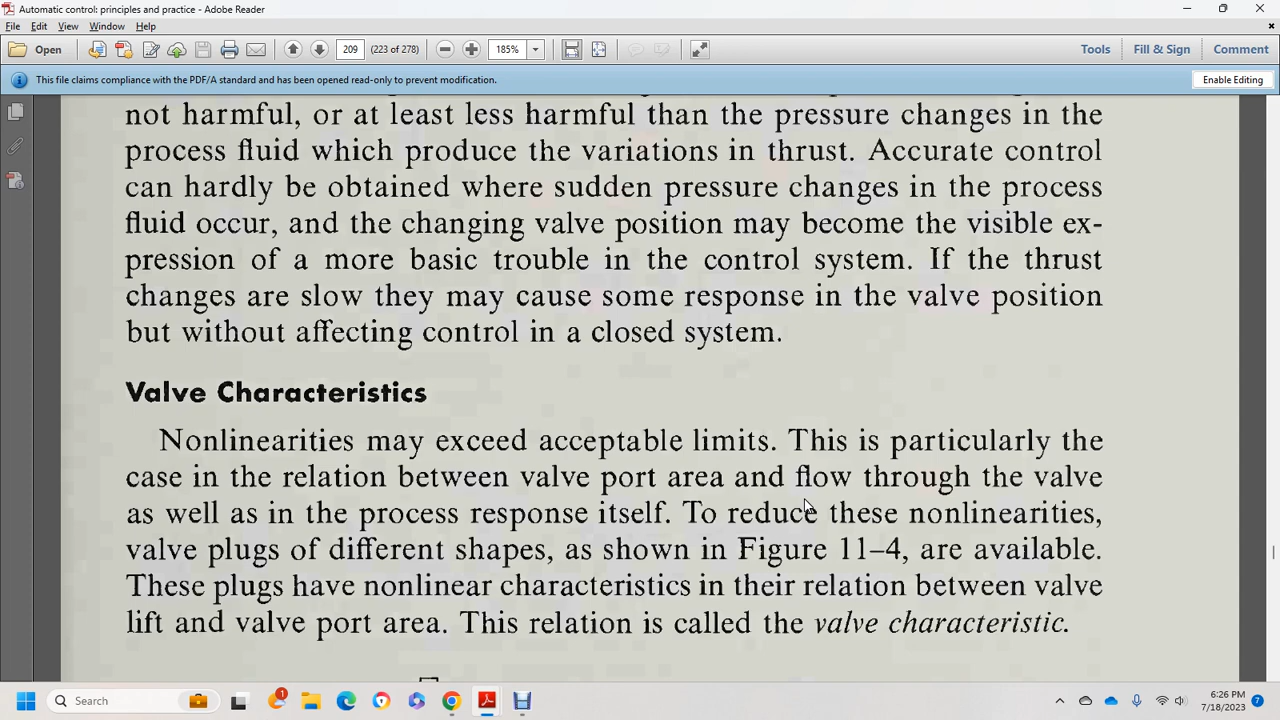 Automatic control: principles and practice - Adobe Reader
File Edit View Window Help
Open 209 (223 of 278) 185% Tools Fill & Sign Comment
This file claims compliance with the PDF/A standard and has been opened read-only to prevent modification. Enable Editing
not harmful, or at least less harmful than the pressure changes in the
process fluid which produce the variations in thrust. Accurate control
can hardly be obtained where sudden pressure changes in the process
fluid occur, and the changing valve position may become the visible ex-
pression of a more basic trouble in the control system. If the thrust
changes are slow they may cause some response in the valve position
but without affecting control in a closed system.
Valve Characteristics
Nonlinearities may exceed acceptable limits. This is particularly the
case in the relation between valve port area and flow through the valve
as well as in the process response itself. To reduce these nonlinearities,
valve plugs of different shapes, as shown in Figure 11–4, are available.
These plugs have nonlinear characteristics in their relation between valve
lift and valve port area. This relation is called the valve characteristic.
Search 1 6:26 PM
7/18/2023 7